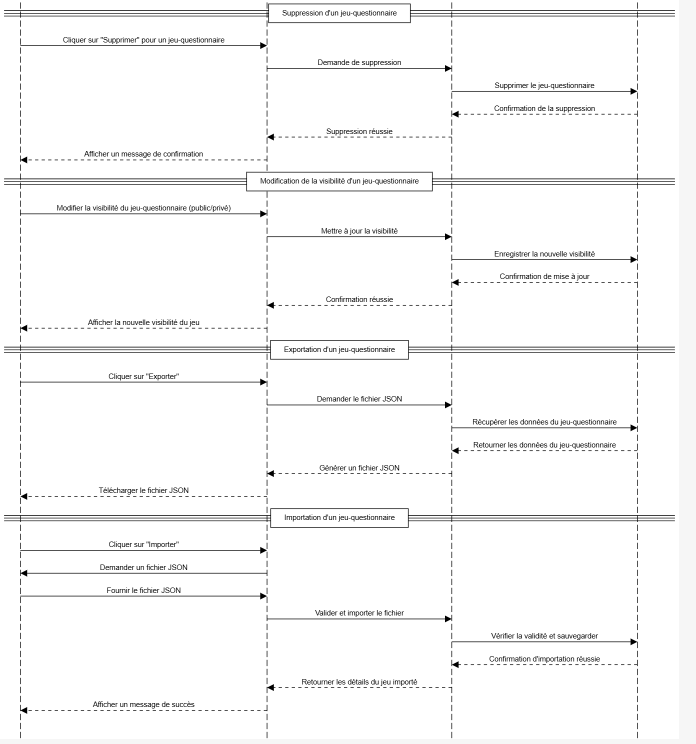 Suppression d'un jeu-questionnaire
Cliquer sur "Supprimer" pour un jeu-questionnaire
Demande de suppression
Supprimer le jeu-questionnaire
Confirmation de la suppression
Suppression réussie
Afficher un message de confirmation
Modification de la visibilité d'un jeu-questionnaire
Modifier la visibilité du jeu-questionnaire (public/privé)
Mettre à jour la visibilité
Enregistrer la nouvelle visibilité
Confirmation de mise à jour
Confirmation réussie
Afficher la nouvelle visibilité du jeu
Exportation d'un jeu-questionnaire
Cliquer sur "Exporter"
Demander le fichier JSON
Récupérer les données du jeu-questionnaire
Retourner les données du jeu-questionnaire
Générer un fichier JSON
Télécharger le fichier JSON
Importation d'un jeu-questionnaire
Cliquer sur "Importer"
Demander un fichier JSON
Fournir le fichier JSON
Valider et importer le fichier
Vérifier la validité et sauvegarder
Confirmation d'importation réussie
Retourner les détails du jeu importé
Afficher un message de succès